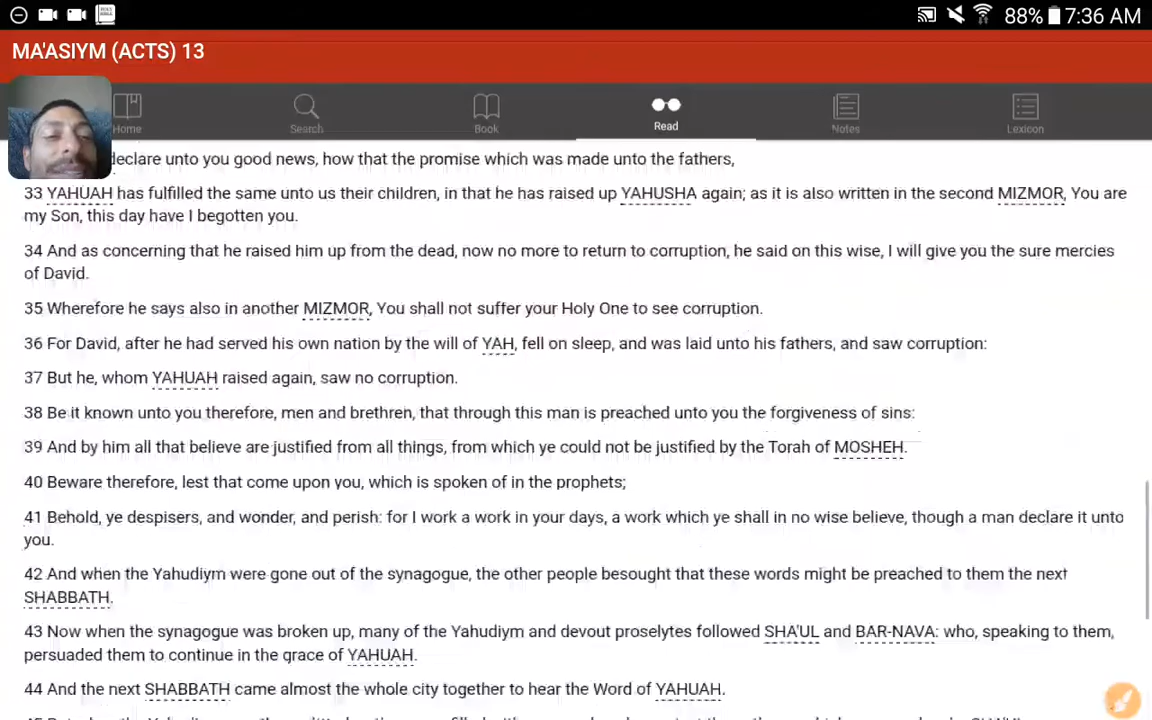 88% 7:36 AM
MA'ASIYM (ACTS) 13
Home Search Book Read Notes Lexicon
declare unto you good news, how that the promise which was made unto the fathers,
33 YAHUAH has fulfilled the same unto us their children, in that he has raised up YAHUSHA again; as it is also written in the second MIZMOR, You are
my Son, this day have I begotten you.
34 And as concerning that he raised him up from the dead, now no more to return to corruption, he said on this wise, I will give you the sure mercies
of David.
35 Wherefore he says also in another MIZMOR, You shall not suffer your Holy One to see corruption.
36 For David, after he had served his own nation by the will of YAH, fell on sleep, and was laid unto his fathers, and saw corruption:
37 But he, whom YAHUAH raised again, saw no corruption.
38 Be it known unto you therefore, men and brethren, that through this man is preached unto you the forgiveness of sins:
39 And by him all that believe are justified from all things, from which ye could not be justified by the Torah of MOSHEH.
40 Beware therefore, lest that come upon you, which is spoken of in the prophets;
41 Behold, ye despisers, and wonder, and perish: for I work a work in your days, a work which ye shall in no wise believe, though a man declare it unto
you.
42 And when the Yahudiym were gone out of the synagogue, the other people besought that these words might be preached to them the next
SHABBATH.
43 Now when the synagogue was broken up, many of the Yahudiym and devout proselytes followed SHA'UL and BAR-NAVA: who, speaking to them,
persuaded them to continue in the grace of YAHUAH.
44 And the next SHABBATH came almost the whole city together to hear the Word of YAHUAH.